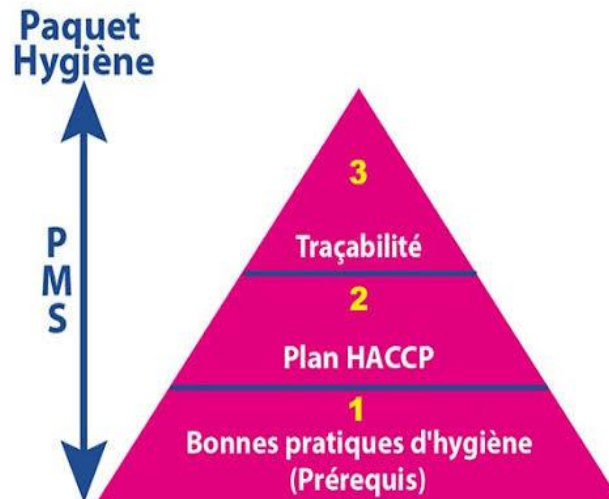 Paquet
Hygiène
P
M
S
3
Traçabilité
2
Plan HACCP
1
Bonnes pratiques d'hygiène
(Prérequis)